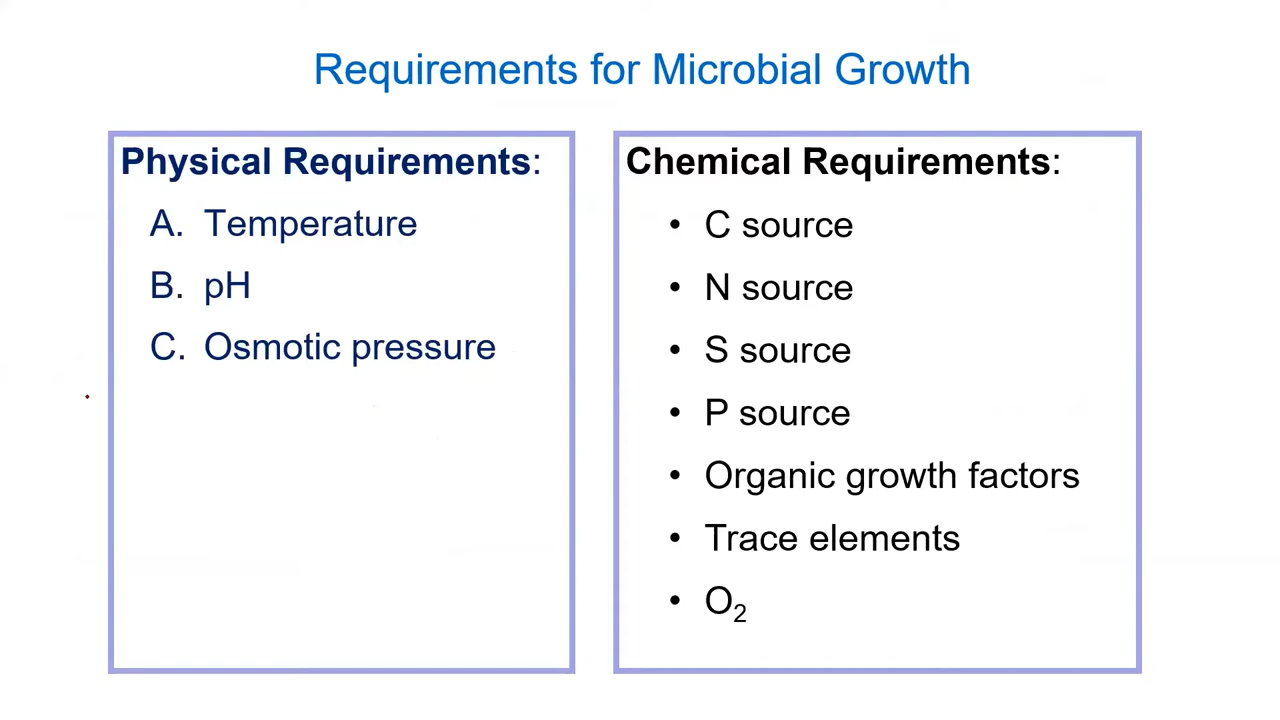 Requirements for Microbial Growth
Physical Requirements:
A. Temperature
B. pH
C. Osmotic pressure
Chemical Requirements:
• C source
• N source
• S source
• P source
• Organic growth factors
• Trace elements
• O₂